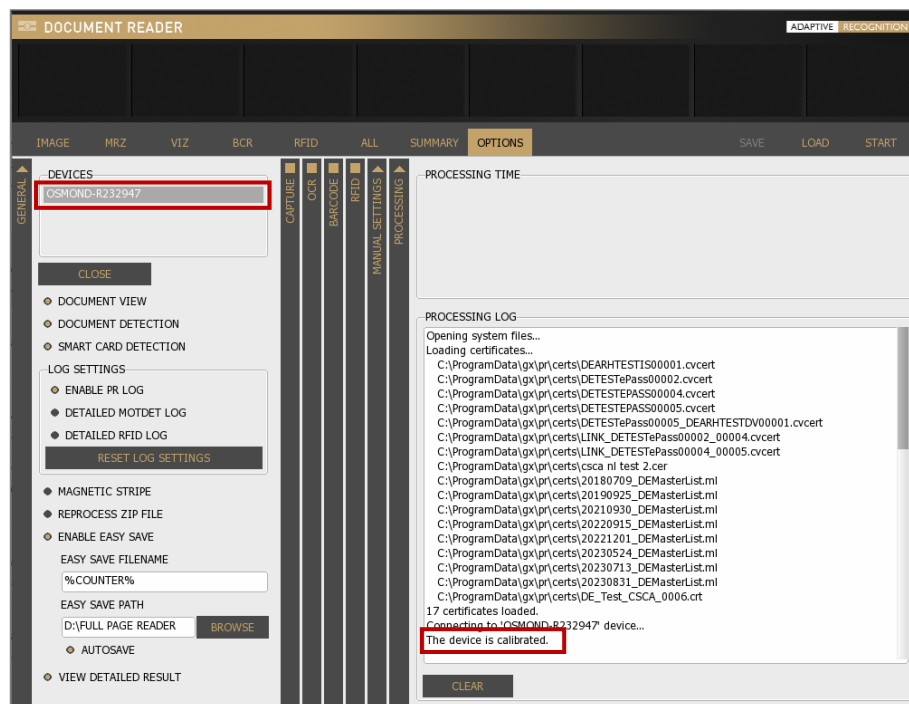 DOCUMENT READER
ADAPTIVE RECOGNITION
IMAGE MRZ VIZ BCR RFID ALL SUMMARY OPTIONS SAVE LOAD START
GENERAL
DEVICES
OSMOND-R232947
CLOSE
DOCUMENT VIEW
DOCUMENT DETECTION
SMART CARD DETECTION
LOG SETTINGS
ENABLE PR LOG
DETAILED MOTDET LOG
DETAILED RFID LOG
RESET LOG SETTINGS
MAGNETIC STRIPE
REPROCESS ZIP FILE
ENABLE EASY SAVE
EASY SAVE FILENAME
%COUNTER%
EASY SAVE PATH
D:\FULL PAGE READER BROWSE
AUTOSAVE
VIEW DETAILED RESULT
CAPTURE
OCR
BARCODE
RFID
MANUAL SETTINGS
PROCESSING
PROCESSING TIME
PROCESSING LOG
Opening system files...
Loading certificates...
C:\ProgramData\gx\pr\certs\DEARHTESTIS00001.cvcert
C:\ProgramData\gx\pr\certs\DETESTePass00002.cvcert
C:\ProgramData\gx\pr\certs\DETESTEPASS00004.cvcert
C:\ProgramData\gx\pr\certs\DETESTEPASS00005.cvcert
C:\ProgramData\gx\pr\certs\DETESTePass00005_DEARHTESTDV00001.cvcert
C:\ProgramData\gx\pr\certs\LINK_DETESTePass00002_00004.cvcert
C:\ProgramData\gx\pr\certs\LINK_DETESTePass00004_00005.cvcert
C:\ProgramData\gx\pr\certs\csca nl test 2.cer
C:\ProgramData\gx\pr\certs\20180709_DEMasterList.ml
C:\ProgramData\gx\pr\certs\20190925_DEMasterList.ml
C:\ProgramData\gx\pr\certs\20210930_DEMasterList.ml
C:\ProgramData\gx\pr\certs\20220915_DEMasterList.ml
C:\ProgramData\gx\pr\certs\20221201_DEMasterList.ml
C:\ProgramData\gx\pr\certs\20230524_DEMasterList.ml
C:\ProgramData\gx\pr\certs\20230713_DEMasterList.ml
C:\ProgramData\gx\pr\certs\20230831_DEMasterList.ml
C:\ProgramData\gx\pr\certs\DE_Test_CSCA_0006.crt
17 certificates loaded.
Connecting to 'OSMOND-R232947' device...
The device is calibrated.
CLEAR